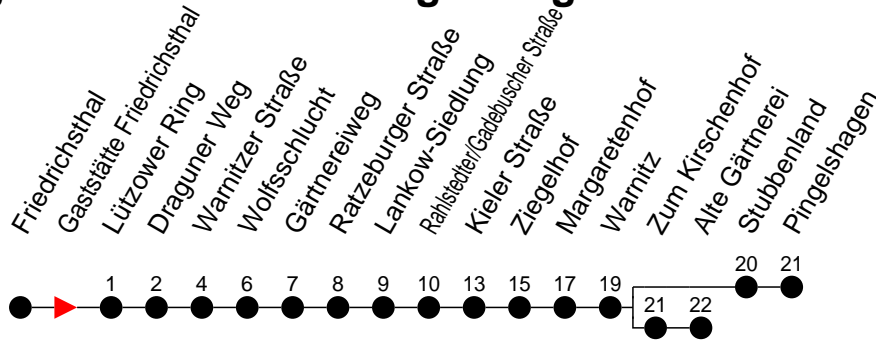 Friedrichsthal
Gaststätte Friedrichsthal
Lützower Ring
Draguner Weg
Warnitzer Straße
Wolfsschlucht
Gärtnereiweg
Ratzeburger Straße
Lankow-Siedlung
Rahlstedter/Gadebuscher Straße
Kieler Straße
Ziegelhof
Margaretenhof
Warnitz
Zum Kirschenhof
Alte Gärtnerei
Stubbenland
Pingelshagen
1 2 4 6 7 8 9 10 13 15 17 19 20 21
21 22